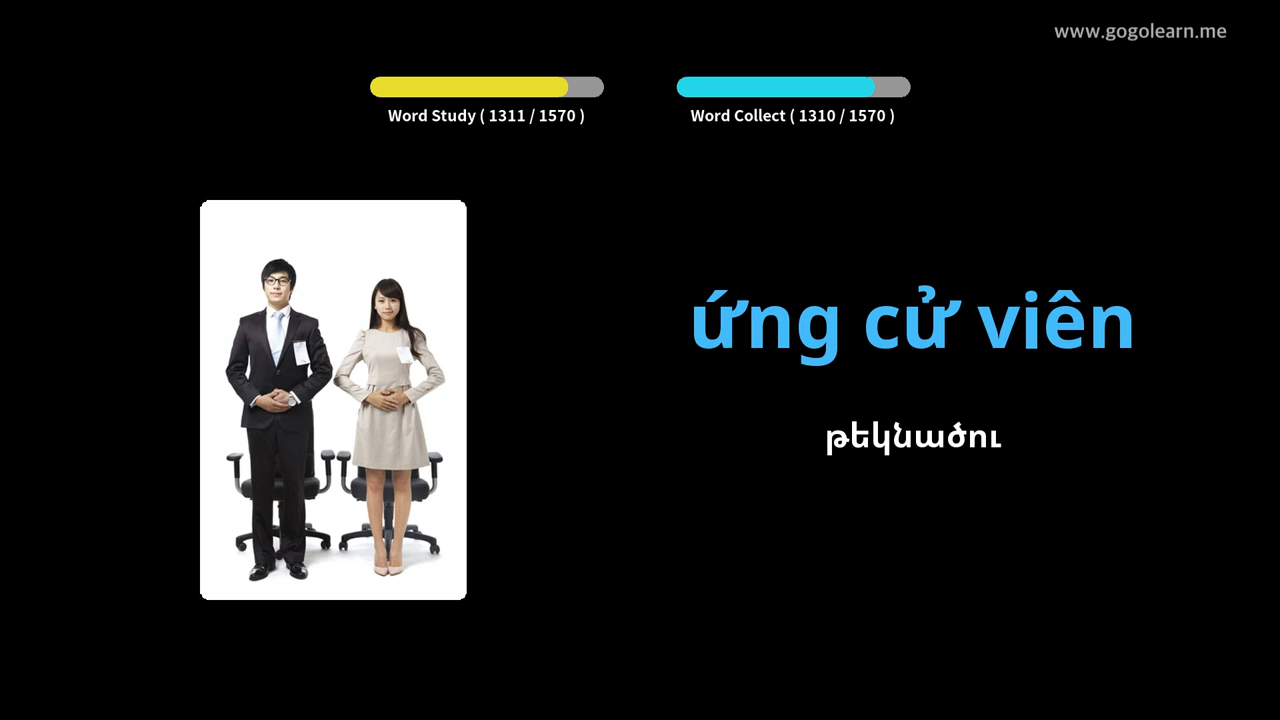 www.gogolearn.me
Word Study ( 1311 / 1570 )
Word Collect ( 1310 / 1570 )
ứng cử viên
թեկնածու